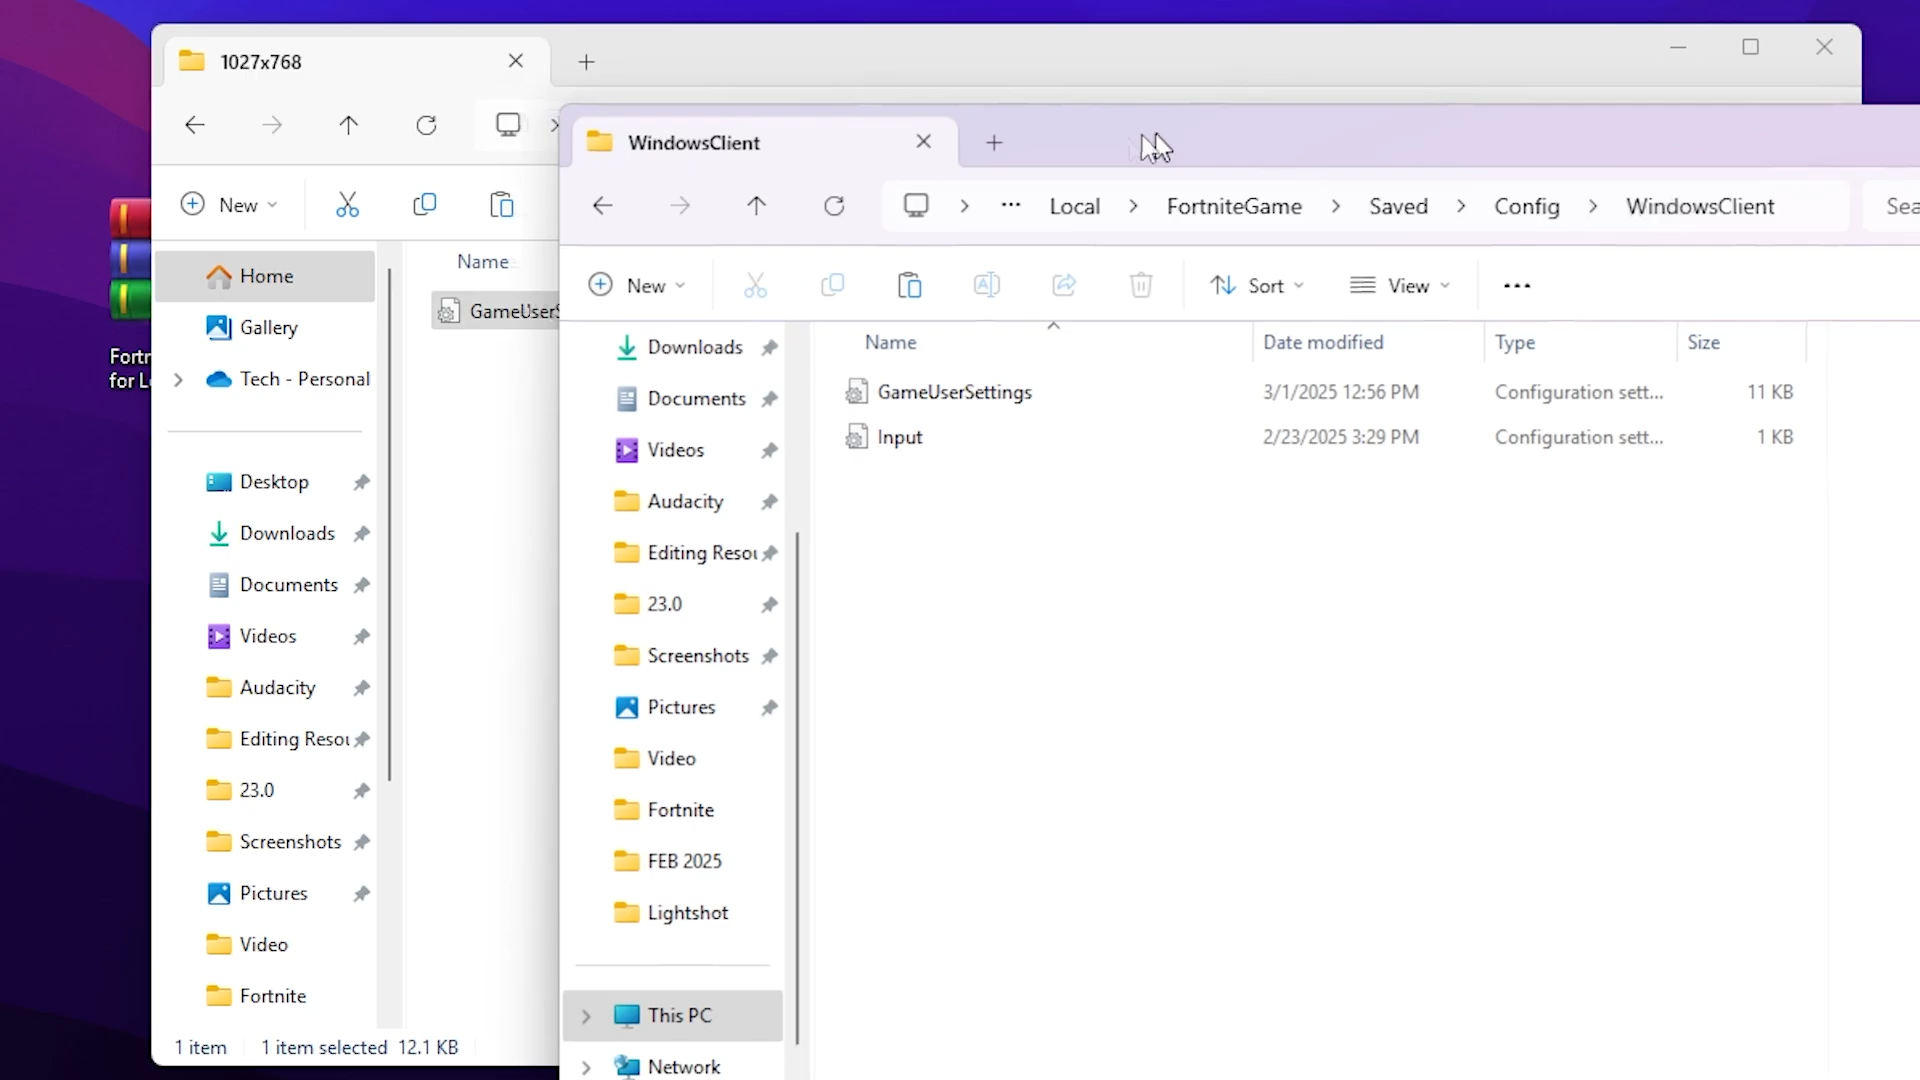 1027x768
New
Home
Gallery
Tech - Personal
Desktop
Downloads
Documents
Videos
Audacity
Editing Resou
23.0
Screenshots
Pictures
Video
Fortnite
1 item 1 item selected 12.1 KB
Name
GameUserS
Fortn
for L
WindowsClient
Local > FortniteGame > Saved > Config > WindowsClient
Sea
New Sort View
Downloads
Documents
Videos
Audacity
Editing Resou
23.0
Screenshots
Pictures
Video
Fortnite
FEB 2025
Lightshot
This PC
Network
Name Date modified Type Size
GameUserSettings 3/1/2025 12:56 PM Configuration sett... 11 KB
Input 2/23/2025 3:29 PM Configuration sett... 1 KB